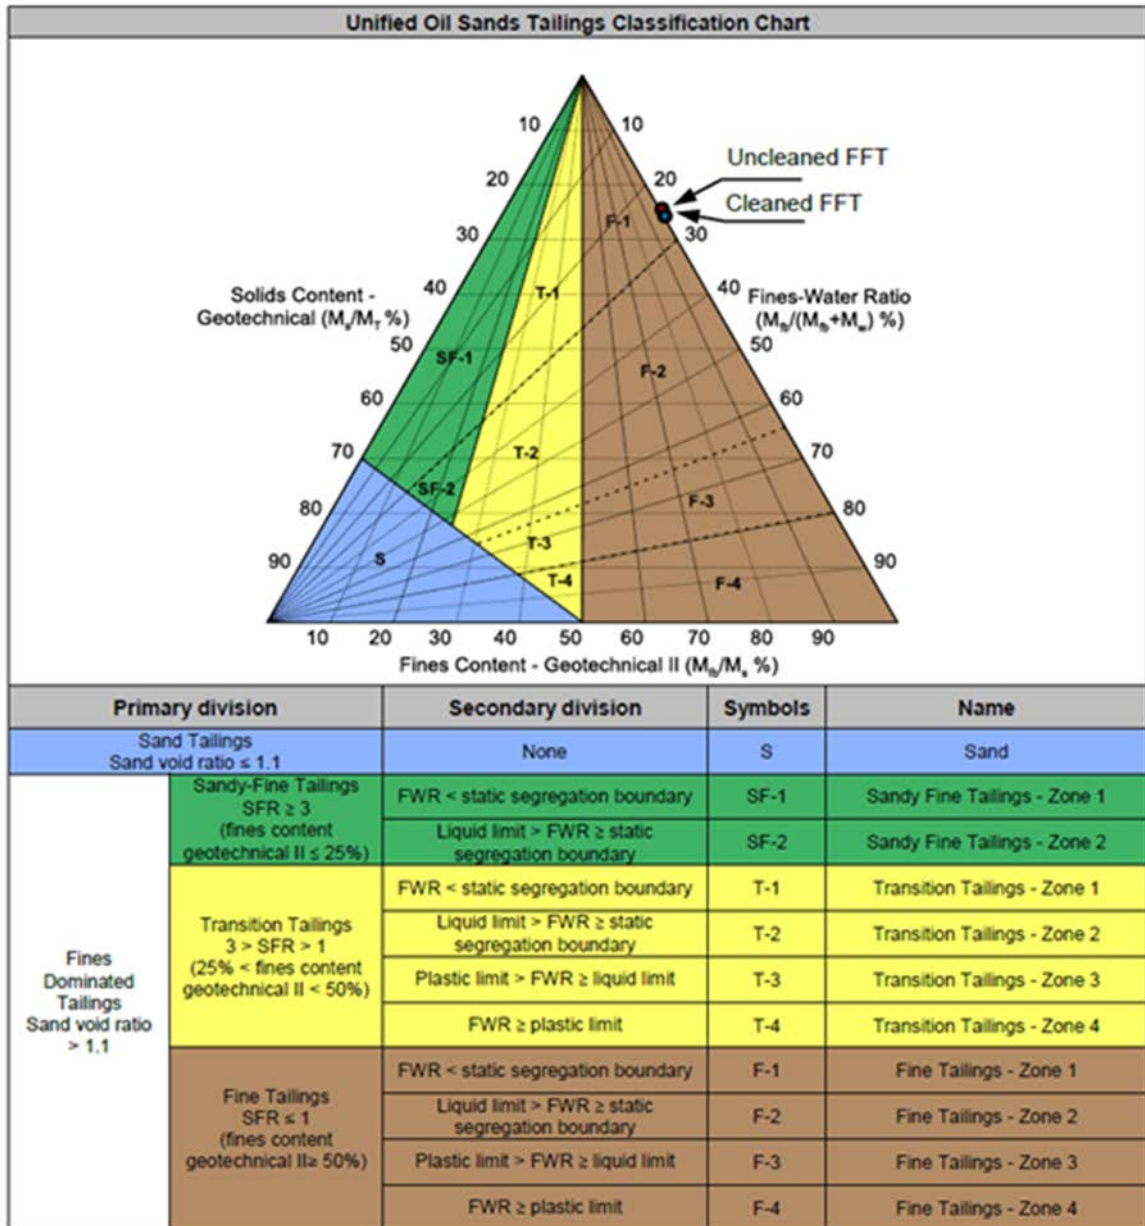 Unified Oil Sands Tailings Classification Chart
10
10
Uncleaned FFT
20
20
Cleaned FFT
F-1
30
30
40
40
Solids Content -
Geotechnical (Ms/MT %)
T-1
Fines-Water Ratio
(Mfb/(Mfb+Mw) %)
50
50
SF-1
F-2
60
60
70
70
T-2
SF-2
80
80
F-3
S
T-3
90
90
T-4
F-4
10 20 30 40 50 60 70 80 90
Fines Content - Geotechnical II (Mfb/Ms %)
Primary division Secondary division Symbols Name
Sand Tailings
Sand void ratio ≤ 1.1
None S Sand
Fines
Dominated
Tailings
Sand void ratio
> 1.1
Sandy-Fine Tailings
SFR ≥ 3
(fines content
geotechnical II ≤ 25%)
FWR < static segregation boundary SF-1 Sandy Fine Tailings - Zone 1
Liquid limit > FWR ≥ static
segregation boundary
SF-2 Sandy Fine Tailings - Zone 2
Transition Tailings
3 > SFR > 1
(25% < fines content
geotechnical II < 50%)
FWR < static segregation boundary T-1 Transition Tailings - Zone 1
Liquid limit > FWR ≥ static
segregation boundary
T-2 Transition Tailings - Zone 2
Plastic limit > FWR ≥ liquid limit T-3 Transition Tailings - Zone 3
FWR ≥ plastic limit T-4 Transition Tailings - Zone 4
Fine Tailings
SFR ≤ 1
(fines content
geotechnical II≥ 50%)
FWR < static segregation boundary F-1 Fine Tailings - Zone 1
Liquid limit > FWR ≥ static
segregation boundary
F-2 Fine Tailings - Zone 2
Plastic limit > FWR ≥ liquid limit F-3 Fine Tailings - Zone 3
FWR ≥ plastic limit F-4 Fine Tailings - Zone 4